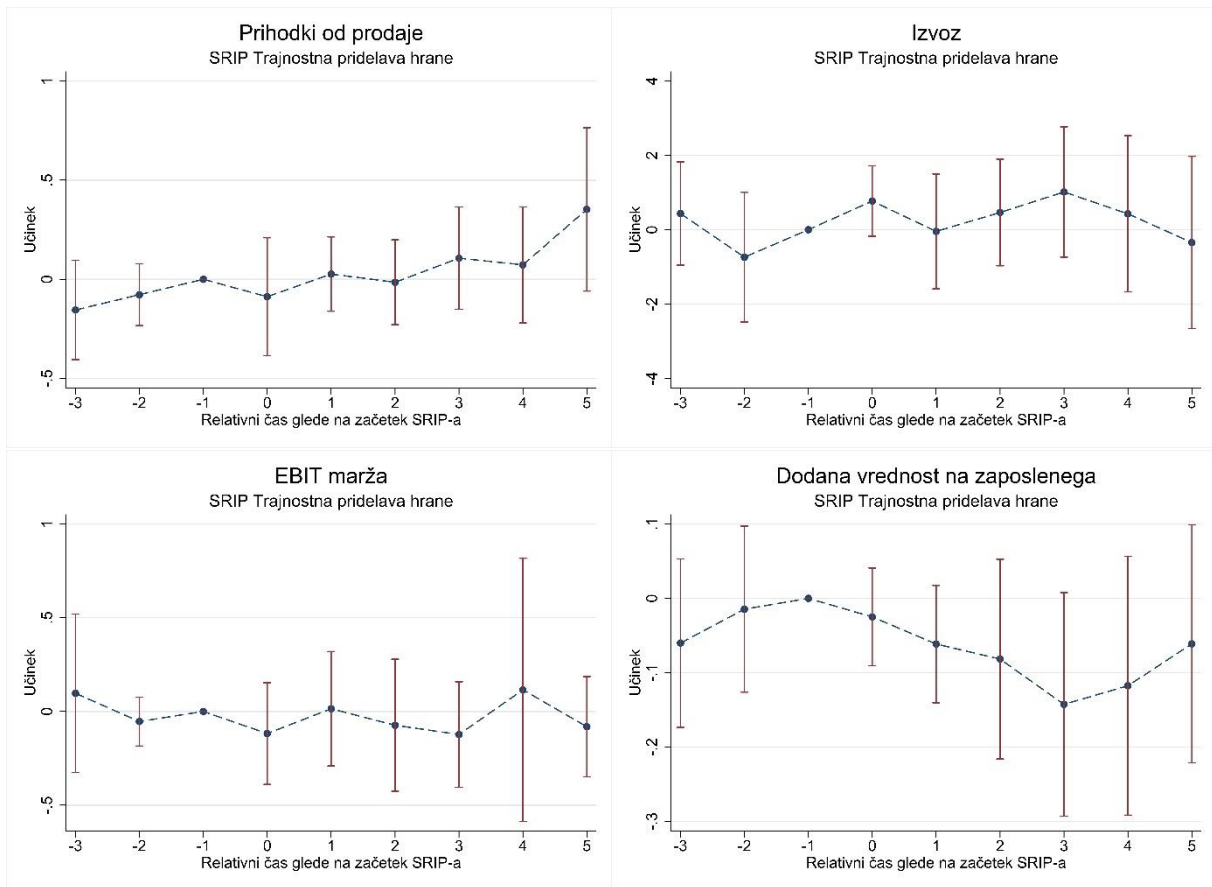 Prihodki od prodaje
SRIP Trajnostna pridelava hrane
Učinek
1
.5
0
-.5
-3 -2 -1 0 1 2 3 4 5
Relativni čas glede na začetek SRIP-a
Izvoz
SRIP Trajnostna pridelava hrane
4
2
0
-2
-4
-3 -2 -1 0 1 2 3 4 5
Relativni čas glede na začetek SRIP-a
EBIT marža
SRIP Trajnostna pridelava hrane
Učinek
1
.5
0
-.5
-3 -2 -1 0 1 2 3 4 5
Relativni čas glede na začetek SRIP-a
Dodana vrednost na zaposlenega
SRIP Trajnostna pridelava hrane
Učinek
.1
0
-.1
-.2
-.3
-3 -2 -1 0 1 2 3 4 5
Relativni čas glede na začetek SRIP-a